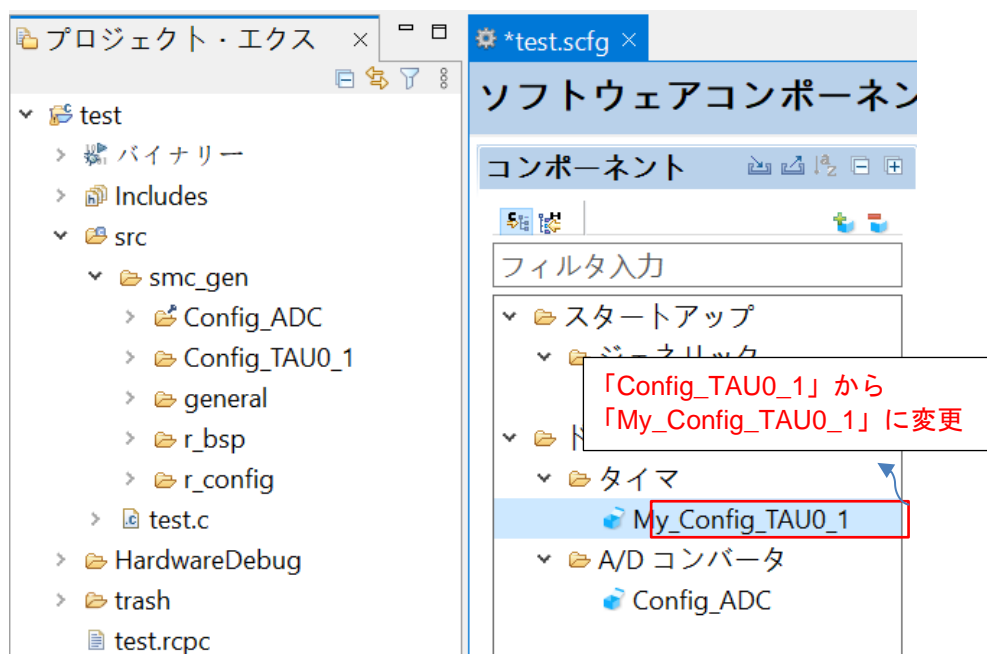 プロジェクト・エクス
test
バイナリー
Includes
src
smc_gen
Config_ADC
Config_TAU0_1
general
r_bsp
r_config
test.c
HardwareDebug
trash
test.rcpc
*test.scfg
ソフトウェアコンポーネン
コンポーネント
フィルタ入力
スタートアップ
ジェネリック
「Config_TAU0_1」から
「My_Config_TAU0_1」に変更
タイマ
My_Config_TAU0_1
A/D コンバータ
Config_ADC